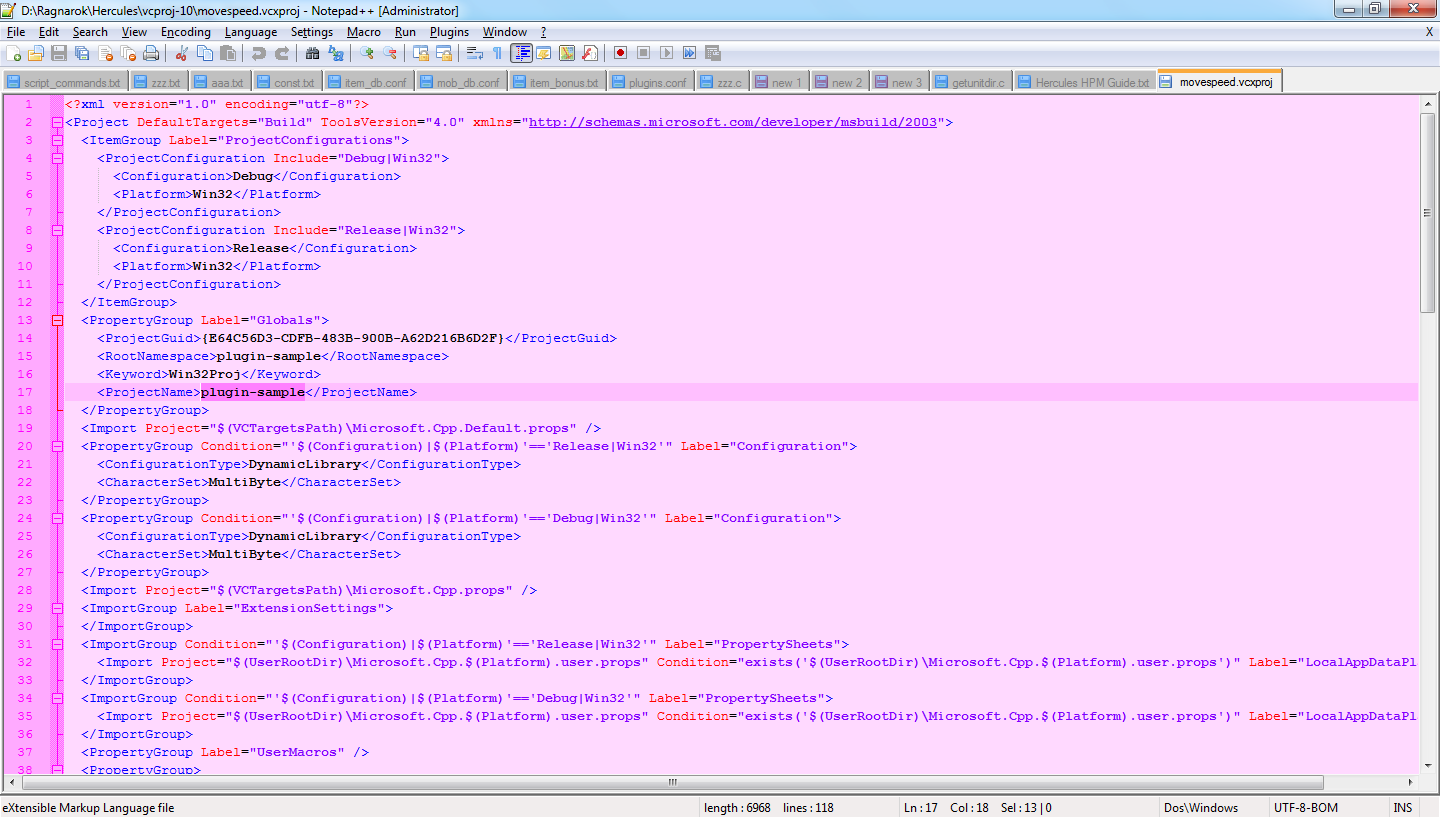 D:\Ragnarok\Hercules\vcproj-10\movespeed.vcxproj - Notepad++ [Administrator]
File Edit Search View Encoding Language Settings Macro Run Plugins Window ? X
script_commands.txt zzz.txt aaa.txt const.txt item_db.conf mob_db.conf item_bonus.txt plugins.conf zzz.c new 1 new 2 new 3 getunitdir.c Hercules HPM Guide.txt movespeed.vcxproj
1 <?xml version="1.0" encoding="utf-8"?>
2 <Project DefaultTargets="Build" ToolsVersion="4.0" xmlns="http://schemas.microsoft.com/developer/msbuild/2003">
3 <ItemGroup Label="ProjectConfigurations">
4 <ProjectConfiguration Include="Debug|Win32">
5 <Configuration>Debug</Configuration>
6 <Platform>Win32</Platform>
7 </ProjectConfiguration>
8 <ProjectConfiguration Include="Release|Win32">
9 <Configuration>Release</Configuration>
10 <Platform>Win32</Platform>
11 </ProjectConfiguration>
12 </ItemGroup>
13 <PropertyGroup Label="Globals">
14 <ProjectGuid>{E64C56D3-CDFB-483B-900B-A62D216B6D2F}</ProjectGuid>
15 <RootNamespace>plugin-sample</RootNamespace>
16 <Keyword>Win32Proj</Keyword>
17 <ProjectName>plugin-sample</ProjectName>
18 </PropertyGroup>
19 <Import Project="$(VCTargetsPath)\Microsoft.Cpp.Default.props" />
20 <PropertyGroup Condition="'$(Configuration)|$(Platform)'=='Release|Win32'" Label="Configuration">
21 <ConfigurationType>DynamicLibrary</ConfigurationType>
22 <CharacterSet>MultiByte</CharacterSet>
23 </PropertyGroup>
24 <PropertyGroup Condition="'$(Configuration)|$(Platform)'=='Debug|Win32'" Label="Configuration">
25 <ConfigurationType>DynamicLibrary</ConfigurationType>
26 <CharacterSet>MultiByte</CharacterSet>
27 </PropertyGroup>
28 <Import Project="$(VCTargetsPath)\Microsoft.Cpp.props" />
29 <ImportGroup Label="ExtensionSettings">
30 </ImportGroup>
31 <ImportGroup Condition="'$(Configuration)|$(Platform)'=='Release|Win32'" Label="PropertySheets">
32 <Import Project="$(UserRootDir)\Microsoft.Cpp.$(Platform).user.props" Condition="exists('$(UserRootDir)\Microsoft.Cpp.$(Platform).user.props')" Label="LocalAppDataPl
33 </ImportGroup>
34 <ImportGroup Condition="'$(Configuration)|$(Platform)'=='Debug|Win32'" Label="PropertySheets">
35 <Import Project="$(UserRootDir)\Microsoft.Cpp.$(Platform).user.props" Condition="exists('$(UserRootDir)\Microsoft.Cpp.$(Platform).user.props')" Label="LocalAppDataPl
36 </ImportGroup>
37 <PropertyGroup Label="UserMacros" />
38 <PropertyGroup>
eXtensible Markup Language file length : 6968 lines : 118 Ln : 17 Col : 18 Sel : 13 | 0 Dos\Windows UTF-8-BOM INS